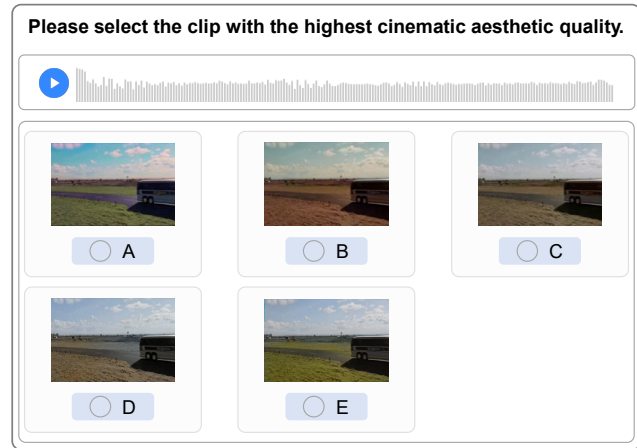 Please select the clip with the highest cinematic aesthetic quality.
A
B
C
D
E